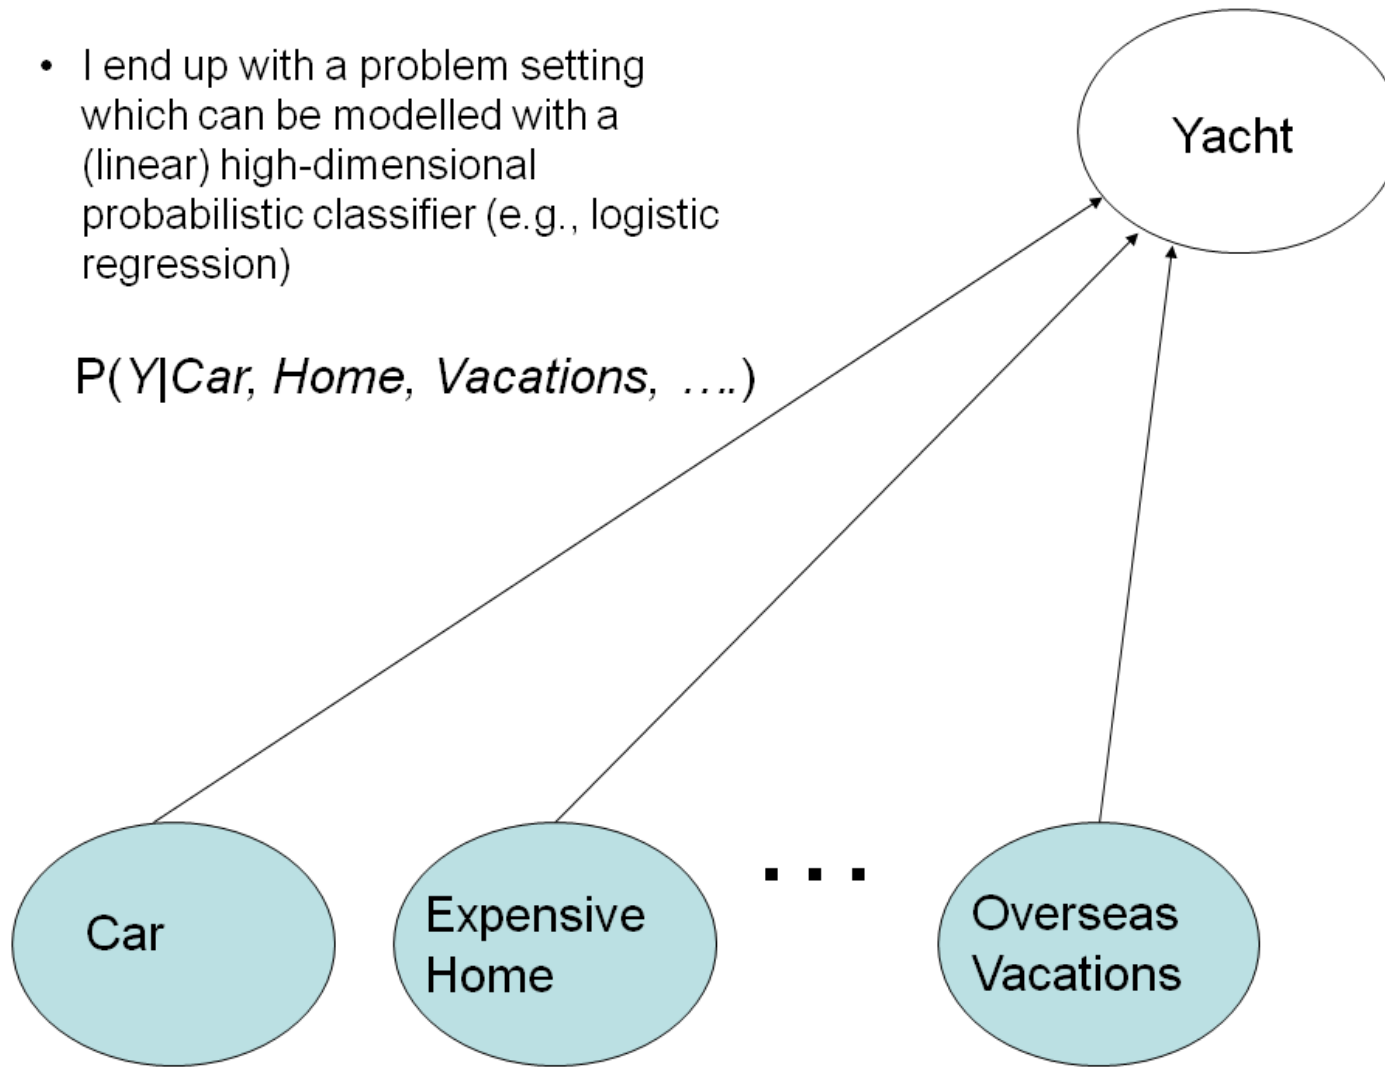 • I end up with a problem setting
which can be modelled with a
(linear) high-dimensional
probabilistic classifier (e.g., logistic
regression)
P(Y|Car, Home, Vacations, ….)
Yacht
Car
Expensive
Home
. . .
Overseas
Vacations